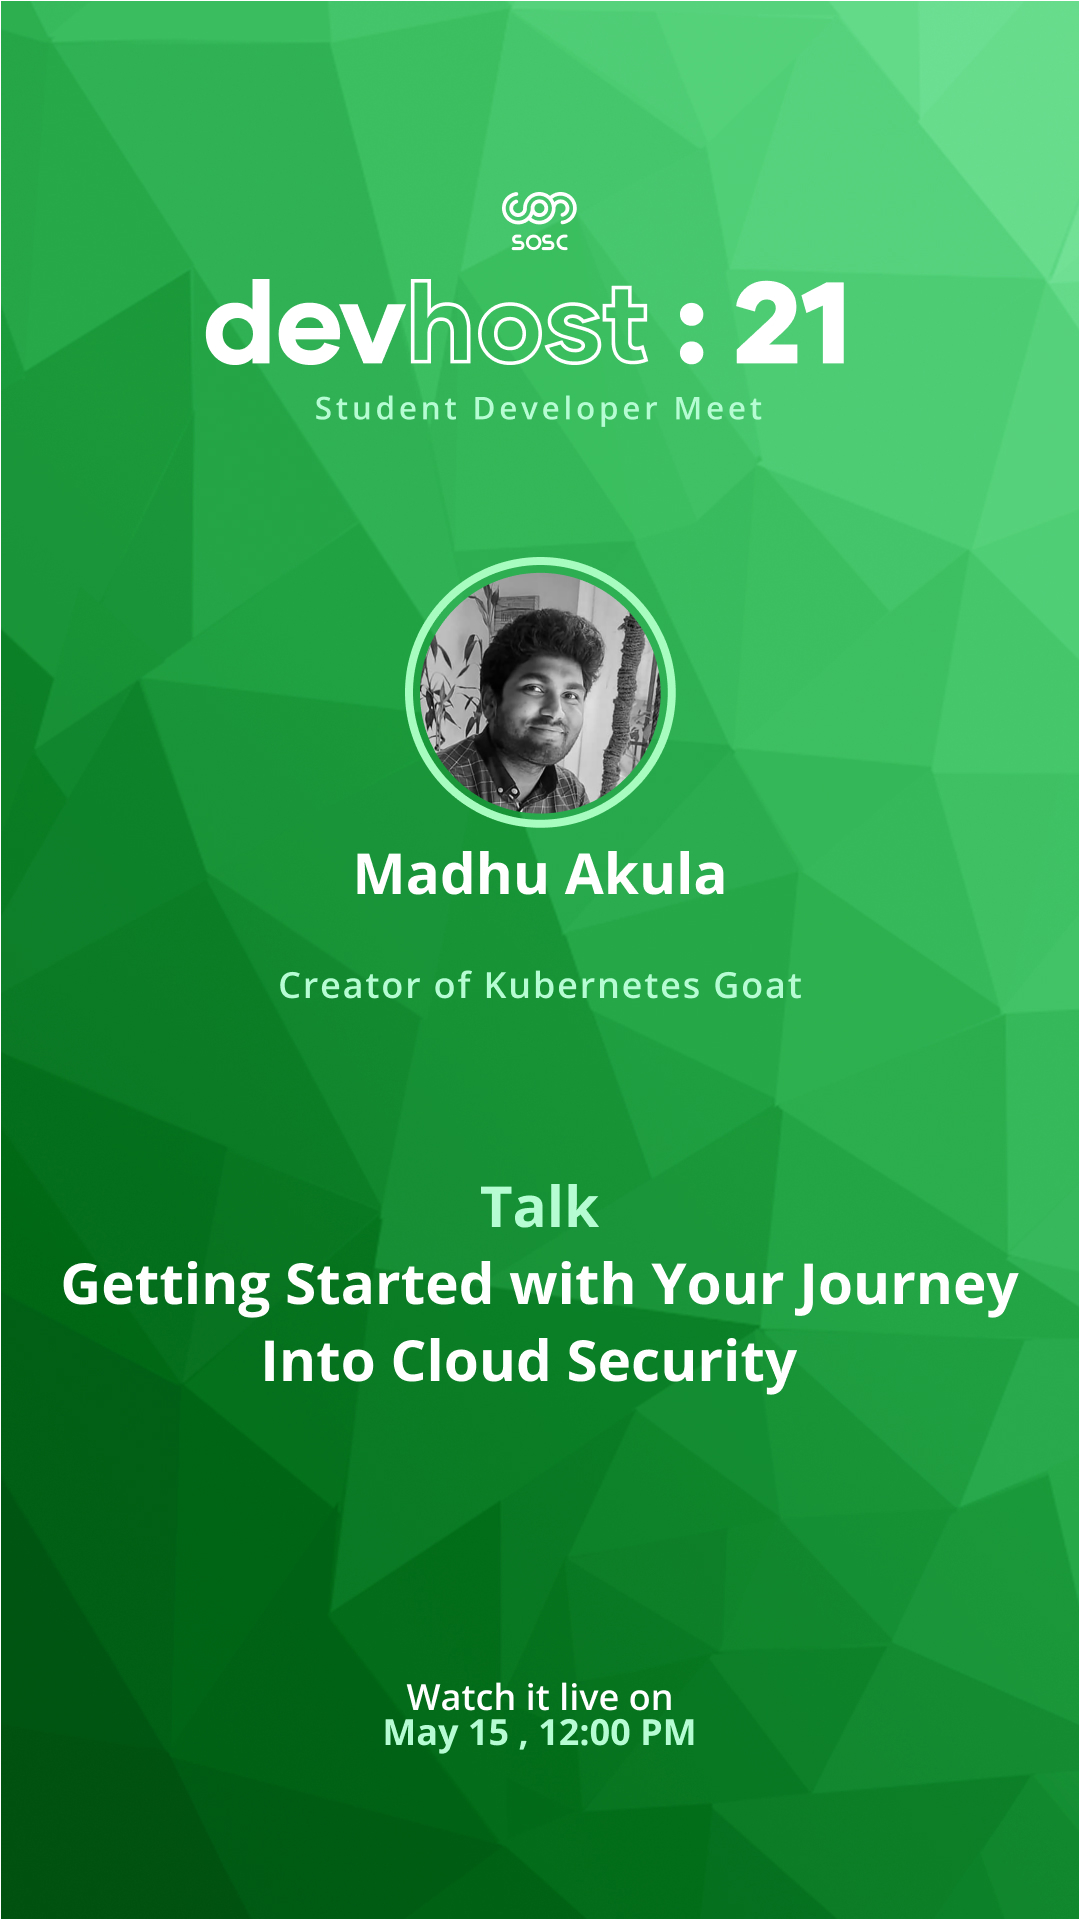 SOSC
devhost : 21
Student Developer Meet
Madhu Akula
Creator of Kubernetes Goat
Talk
Getting Started with Your Journey
Into Cloud Security
Watch it live on
May 15 , 12:00 PM